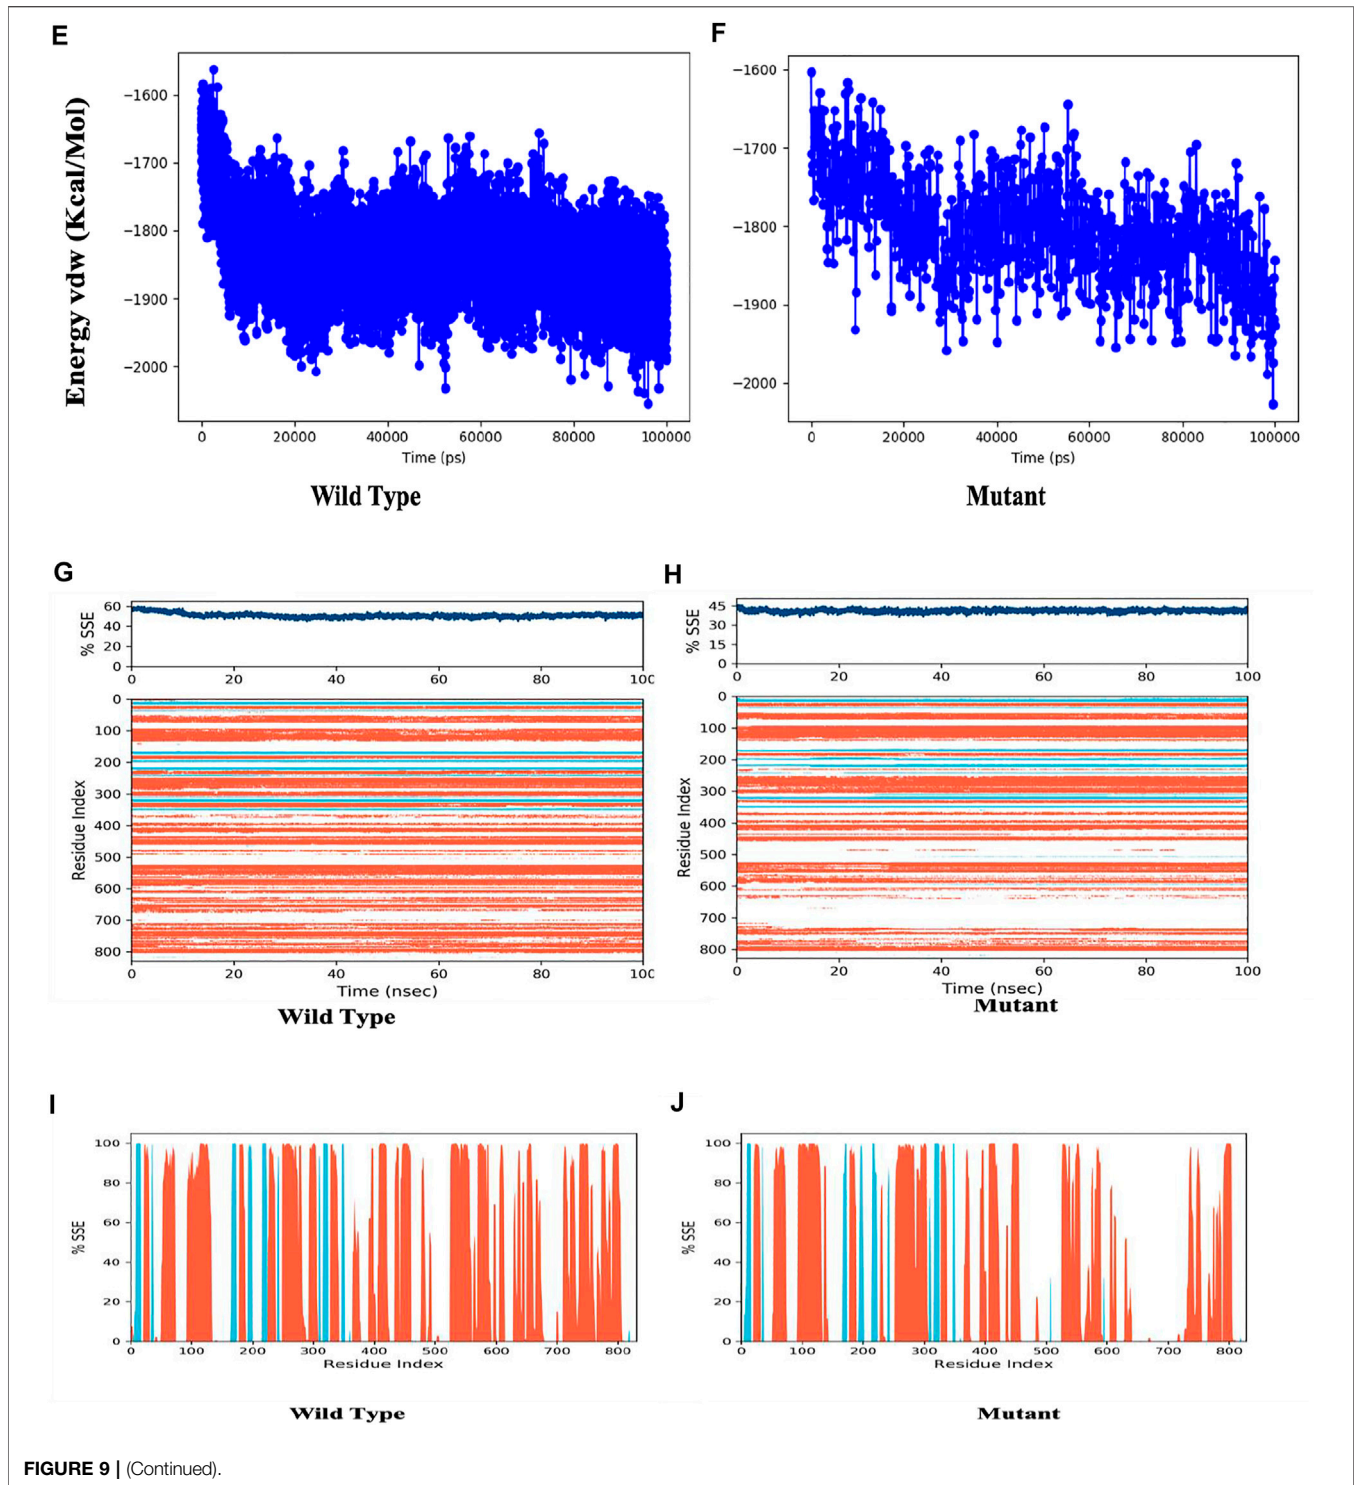 E
Energy vdw (Kcal/Mol)
−1600
−1700
−1800
−1900
−2000
0 20000 40000 60000 80000 100000
Time (ps)
Wild Type
F
−1600
−1700
−1800
−1900
−2000
0 20000 40000 60000 80000 100000
Time (ps)
Mutant
G
% SSE
60
40
20
0
0 20 40 60 80 100
Residue Index
0
100
200
300
400
500
600
700
800
0 20 40 60 80 100
Time (nsec)
Wild Type
H
% SSE
45
30
15
0
0 20 40 60 80 100
Residue Index
0
100
200
300
400
500
600
700
800
0 20 40 60 80 100
Time (nsec)
Mutant
I
% SSE
100
80
60
40
20
0
0 100 200 300 400 500 600 700 800
Residue Index
Wild Type
J
% SSE
100
80
60
40
20
0
0 100 200 300 400 500 600 700 800
Residue Index
Mutant
FIGURE 9 | (Continued).